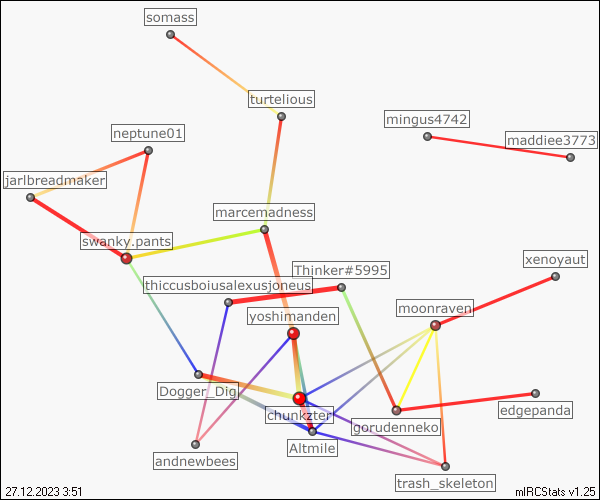 somass
turtelious
mingus4742
neptune01
maddiee3773
jarlbreadmaker
marcemadness
swanky.pants
xenoyaut
Thinker#5995
thiccusboiusalexusjoneus
moonraven
yoshimanden
Dogger_Dig
chunkzter
edgepanda
gorudenneko
Altmile
andnewbees
trash_skeleton
27.12.2023 3:51
mIRCStats v1.25